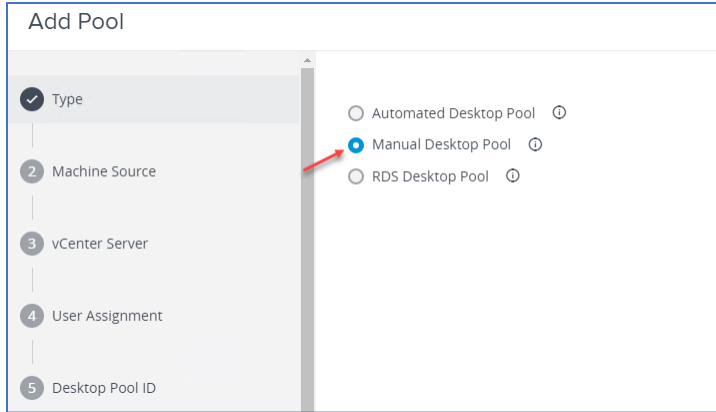 Add Pool
Type
2 Machine Source
3 vCenter Server
4 User Assignment
5 Desktop Pool ID
Automated Desktop Pool
Manual Desktop Pool
RDS Desktop Pool